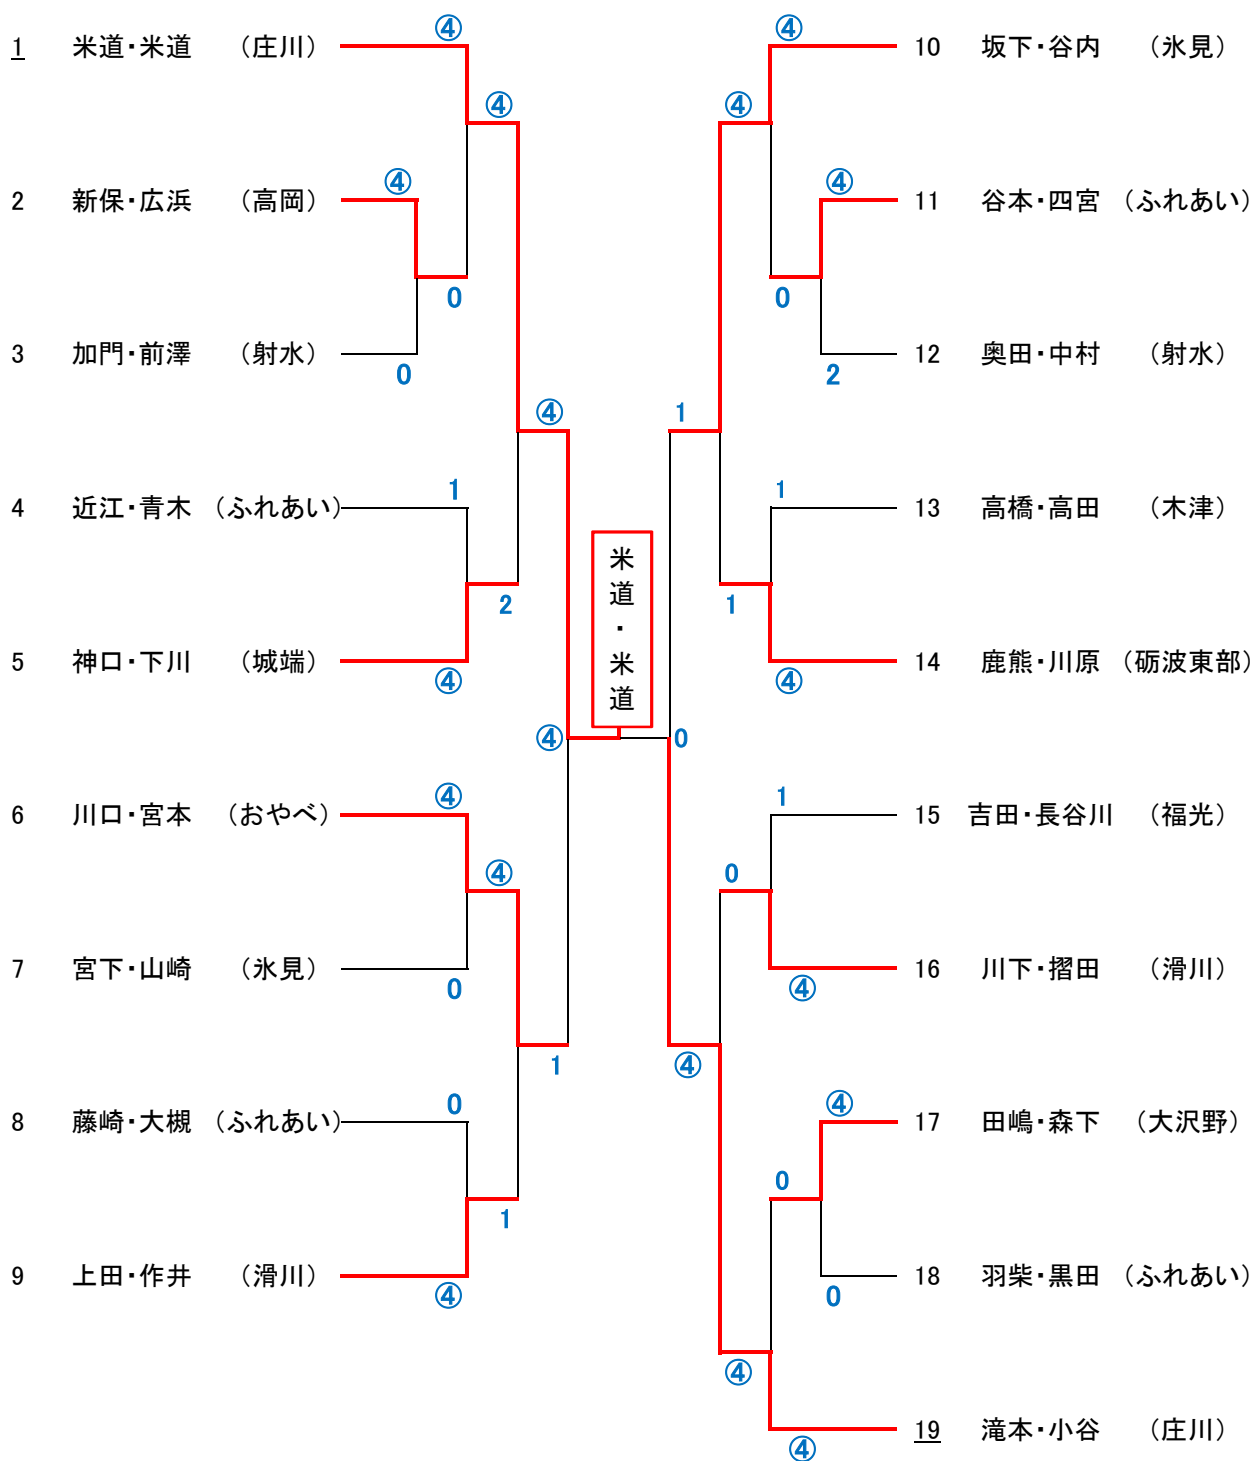 ④
1 米道・米道 （庄川）
④
④
2 新保・広浜 （高岡）
0
3 加門・前澤 （射水）
0
④
1
4 近江・青木 （ふれあい）
2
5 神口・下川 （城端）
④
④
④
6 川口・宮本 （おやべ）
④
7 宮下・山崎 （氷見）
0
1
0
8 藤崎・大槻 （ふれあい）
1
9 上田・作井 （滑川）
④
米道・米道
④
10 坂下・谷内 （氷見）
④
④
11 谷本・四宮 （ふれあい）
0
12 奥田・中村 （射水）
2
1
1
13 高橋・高田 （木津）
1
14 鹿熊・川原 （砺波東部）
④
0
1
15 吉田・長谷川 （福光）
0
16 川下・摺田 （滑川）
④
④
④
17 田嶋・森下 （大沢野）
0
18 羽柴・黒田 （ふれあい）
0
④
19 滝本・小谷 （庄川）
④